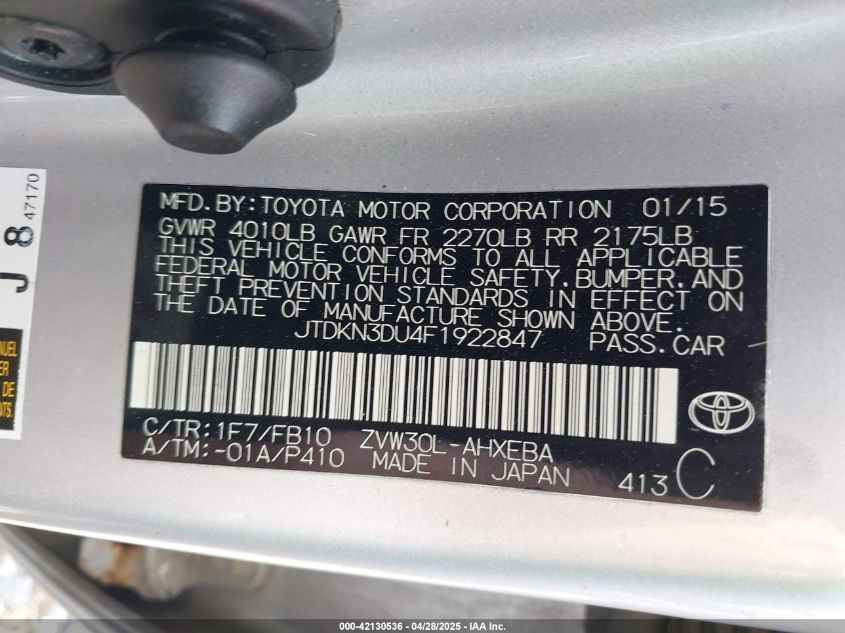 MFD.BY:TOYOTA MOTOR CORPORATION 01/15
GVWR 4010LB GAWR FR 2270LB RR 2175LB
THIS VEHICLE CONFORMS TO ALL APPLICABLE
FEDERAL MOTOR VEHICLE SAFETY,BUMPER,AND
THEFT PREVENTION STANDARDS IN EFFECT ON
THE DATE OF MANUFACTURE SHOWN ABOVE.
JTDKN3DU4F1922847 PASS.CAR
C/TR:1F7/FB10 ZVW30L-AHXEBA
A/TM:-01A/P410 MADE IN JAPAN 413 C
J 8 47170
DE
000-42130536 - 04/28/2025 - IAA Inc.